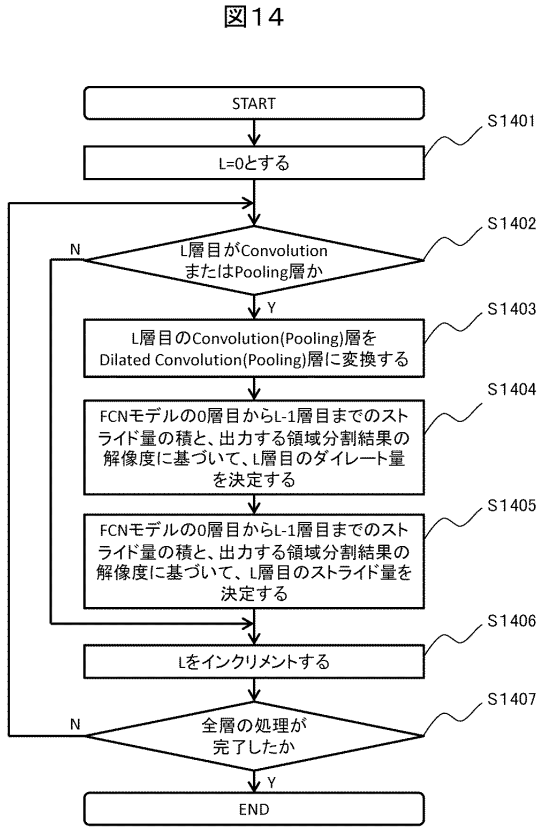 図14
START
S1401
L=0とする
S1402
N
L層目がConvolution
またはPooling層か
Y
S1403
L層目のConvolution(Pooling)層を
Dilated Convolution(Pooling)層に変換する
S1404
FCNモデルの0層目からL-1層目までのスト
ライド量の積と、出力する領域分割結果の
解像度に基づいて、L層目のダイレート量
を決定する
S1405
FCNモデルの0層目からL-1層目までのスト
ライド量の積と、出力する領域分割結果の
解像度に基づいて、L層目のストライド量を
決定する
S1406
Lをインクリメントする
S1407
N
全層の処理が
完了したか
Y
END